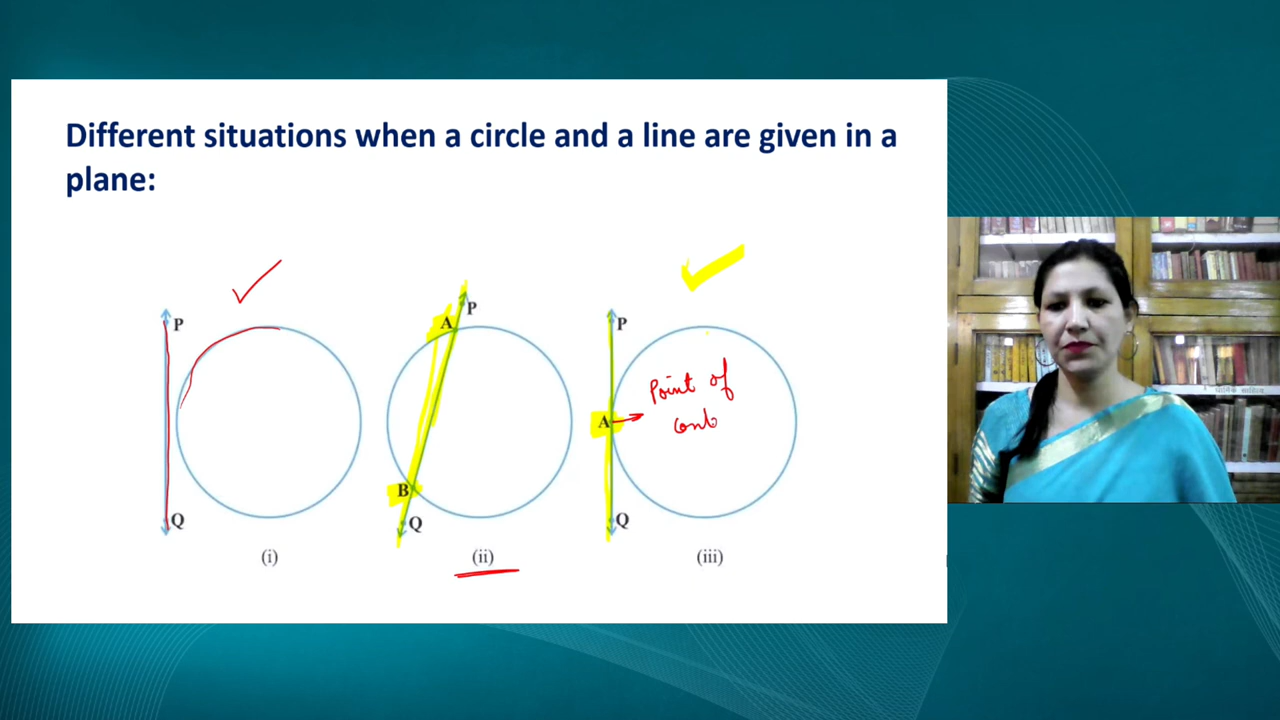 Different situations when a circle and a line are given in a
plane:
P
Q
(i)
P
A
B
Q
(ii)
P
A
Q
Point of
(iii)